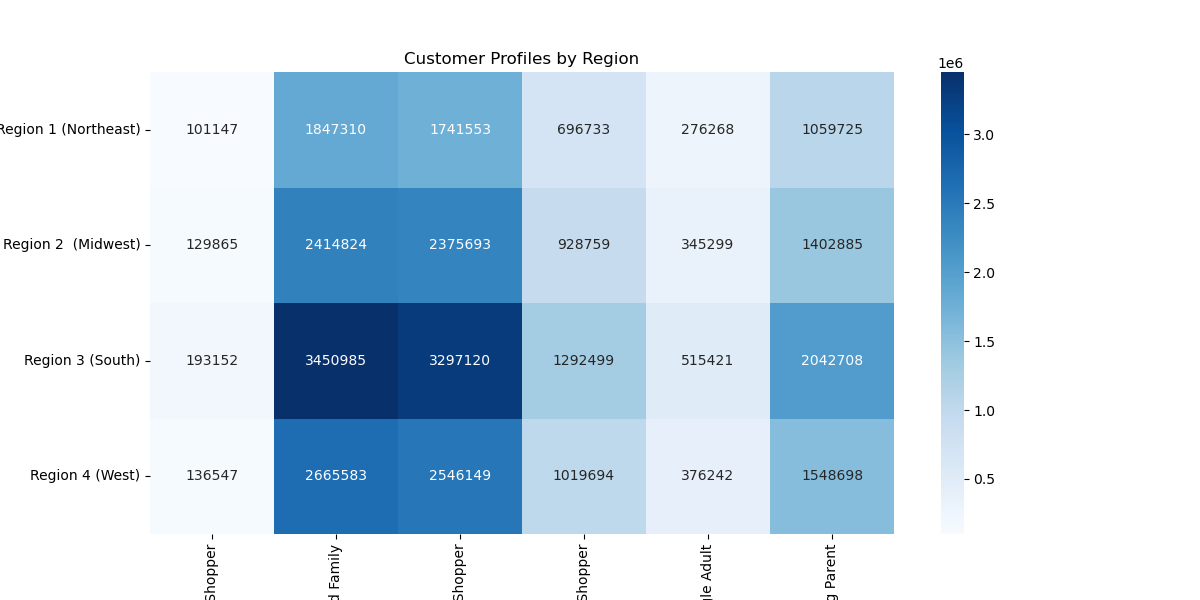 Customer Profiles by Region
1e6
Region 1 (Northeast) 101147 1847310 1741553 696733 276268 1059725
Region 2  (Midwest) 129865 2414824 2375693 928759 345299 1402885
Region 3 (South) 193152 3450985 3297120 1292499 515421 2042708
Region 4 (West) 136547 2665583 2546149 1019694 376242 1548698
3.0
2.5
2.0
1.5
1.0
0.5
Shopper
Family
Shopper
Shopper
Adult
Parent